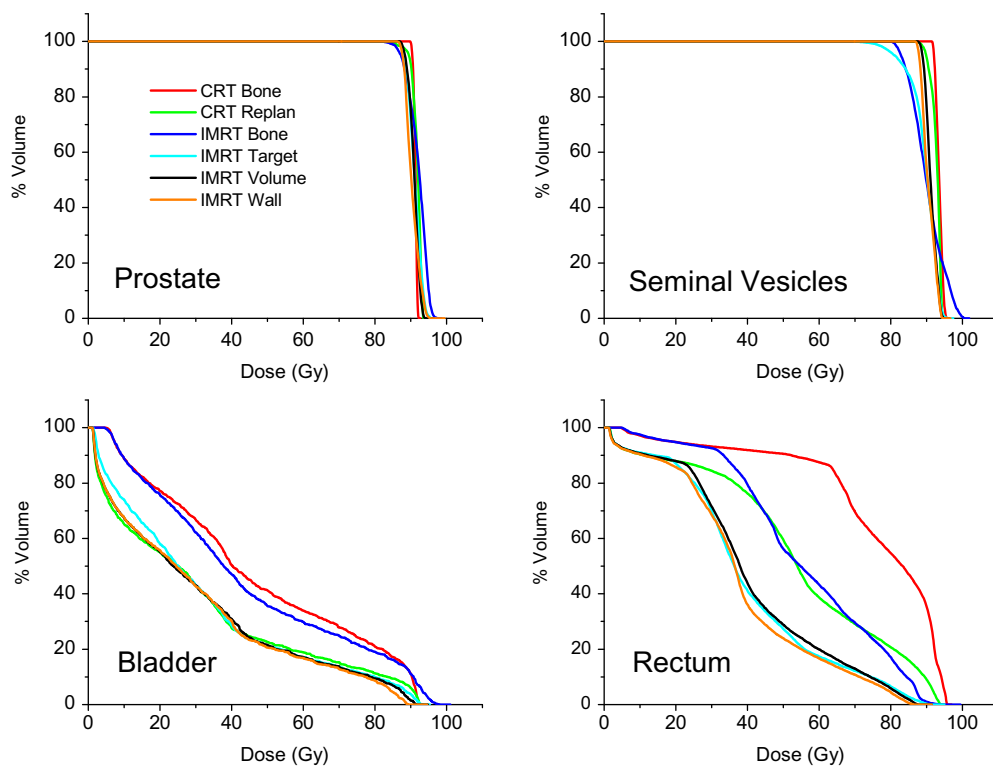 100
80
60
40
20
0
% Volume
CRT Bone
CRT Replan
IMRT Bone
IMRT Target
IMRT Volume
IMRT Wall
Prostate
0 20 40 60 80 100
Dose (Gy)
100
80
60
40
20
0
% Volume
Seminal Vesicles
0 20 40 60 80 100
Dose (Gy)
100
80
60
40
20
0
% Volume
Bladder
0 20 40 60 80 100
Dose (Gy)
100
80
60
40
20
0
% Volume
Rectum
0 20 40 60 80 100
Dose (Gy)